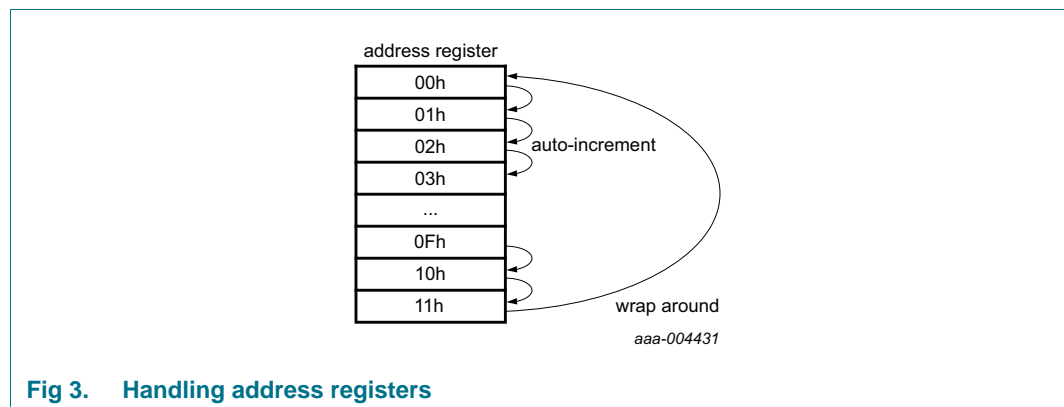 address register
00h
01h
02h
auto-increment
03h
...
0Fh
10h
11h
wrap around
aaa-004431
Fig 3. Handling address registers